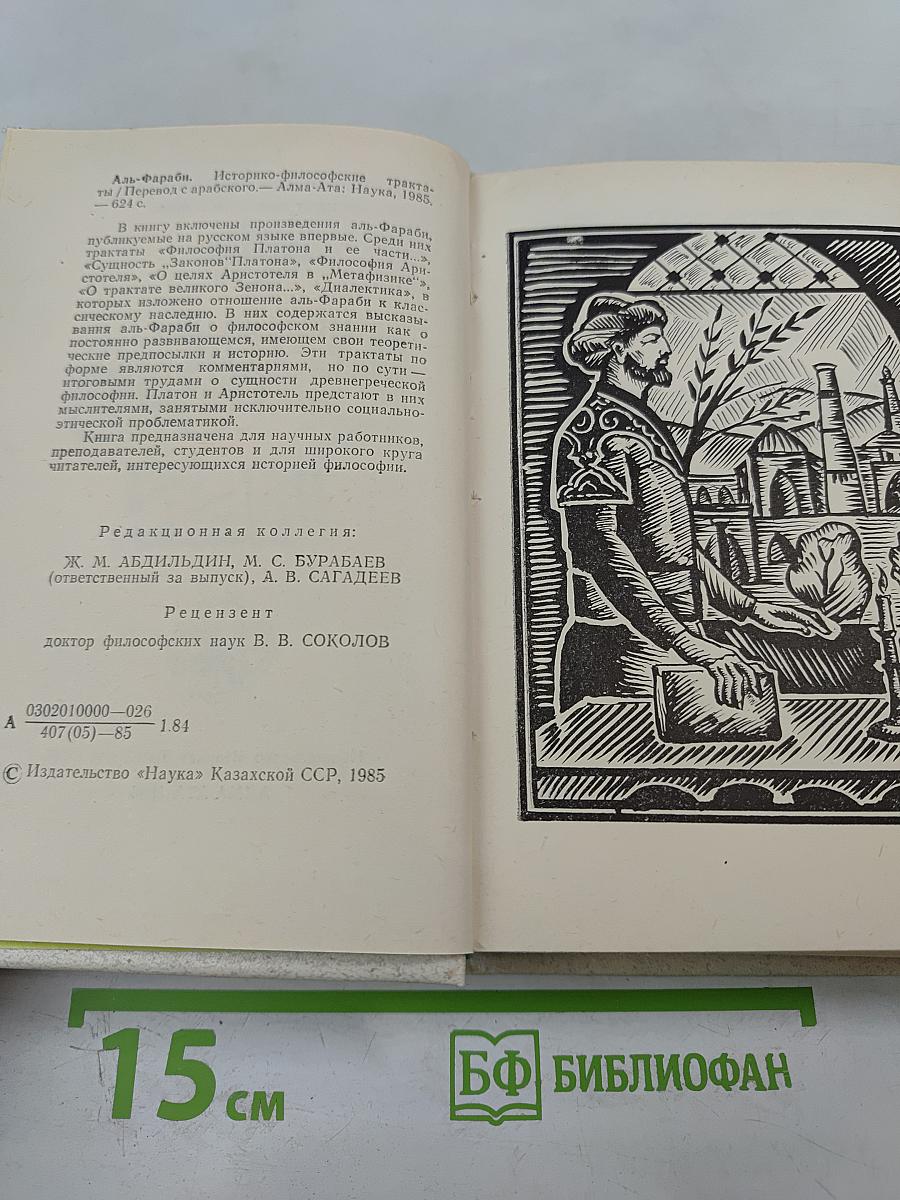 Аль-Фараби. Историко-философские тракта-
ты / Перевод с арабского.— Алма-Ата: Наука, 1985.
— 624 с.
В книгу включены произведения аль-Фараби,
публикуемые на русском языке впервые. Среди них
трактаты «Философия Платона и ее части...»,
«Сущность „Законов“ Платона», «Философия Ари-
стотеля», «О целях Аристотеля в „Метафизике“»,
«О трактате великого Зенона...», «Диалектика», в
которых изложено отношение аль-Фараби к клас-
сическому наследию. В них содержатся высказы-
вания аль-Фараби о философском знании как о
постоянно развивающемся, имеющем свои теорети-
ческие предпосылки и историю. Эти трактаты по
форме являются комментариями, но по сути —
итоговыми трудами о сущности древнегреческой
философии. Платон и Аристотель предстают в них
мыслителями, занятыми исключительно социально-
этической проблематикой.
Книга предназначена для научных работников,
преподавателей, студентов и для широкого круга
читателей, интересующихся историей философии.
Редакционная коллегия:
Ж. М. АБДИЛЬДИН, М. С. БУРАБАЕВ
(ответственный за выпуск), А. В. САГАДЕЕВ
Рецензент
доктор философских наук В. В. СОКОЛОВ
А 0302010000—026
407(05)—85 1.84
© Издательство «Наука» Казахской ССР, 1985
15 см
БФ БИБЛИОФАН